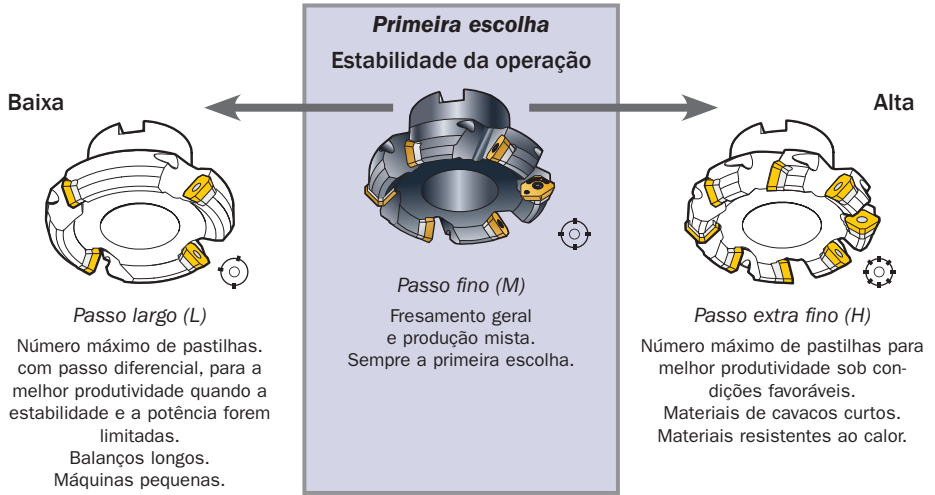 Primeira escolha
Estabilidade da operação
Baixa
Alta
Passo largo (L)
Número máximo de pastilhas.
com passo diferencial, para a
melhor produtividade quando a
estabilidade e a potência forem
limitadas.
Balanços longos.
Máquinas pequenas.
Passo fino (M)
Fresamento geral
e produção mista.
Sempre a primeira escolha.
Passo extra fino (H)
Número máximo de pastilhas para
melhor produtividade sob con-
dições favoráveis.
Materiais de cavacos curtos.
Materiais resistentes ao calor.